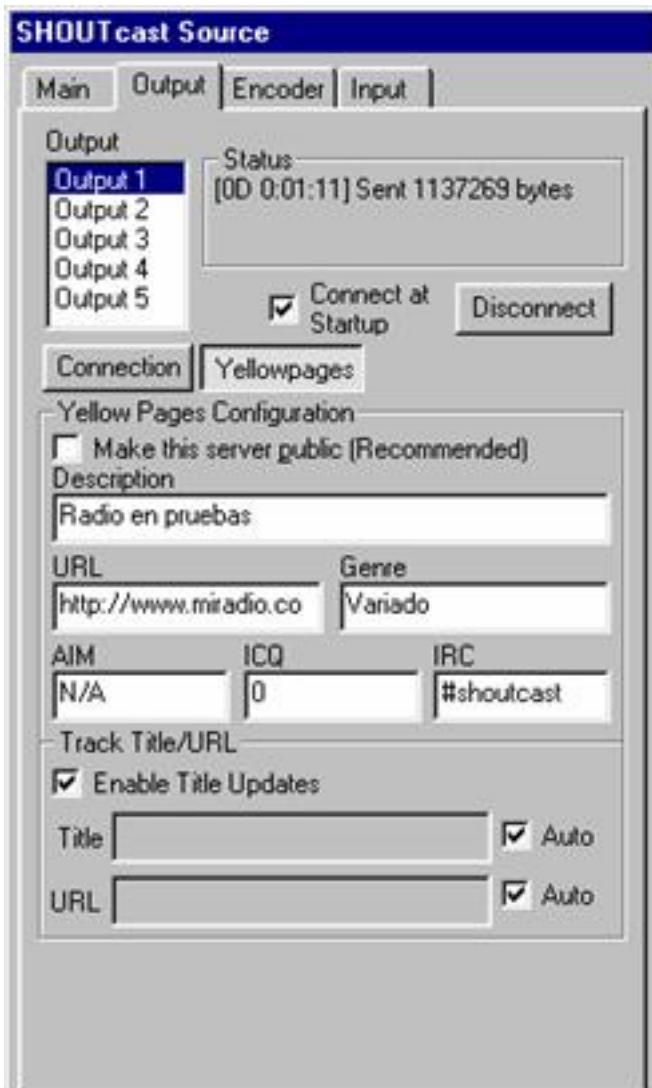 SHOUTcast Source
Main Output Encoder Input
Output
Output 1
Output 2
Output 3
Output 4
Output 5
Status
[0D 0:01:11] Sent 1137269 bytes
Connect at
Startup
Disconnect
Connection Yellowpages
Yellow Pages Configuration
Make this server public (Recommended)
Description
Radio en pruebas
URL Genre
http://www.miradio.co Variado
AIM ICQ IRC
N/A 0 #shoutcast
Track Title/URL
Enable Title Updates
Title Auto
URL Auto